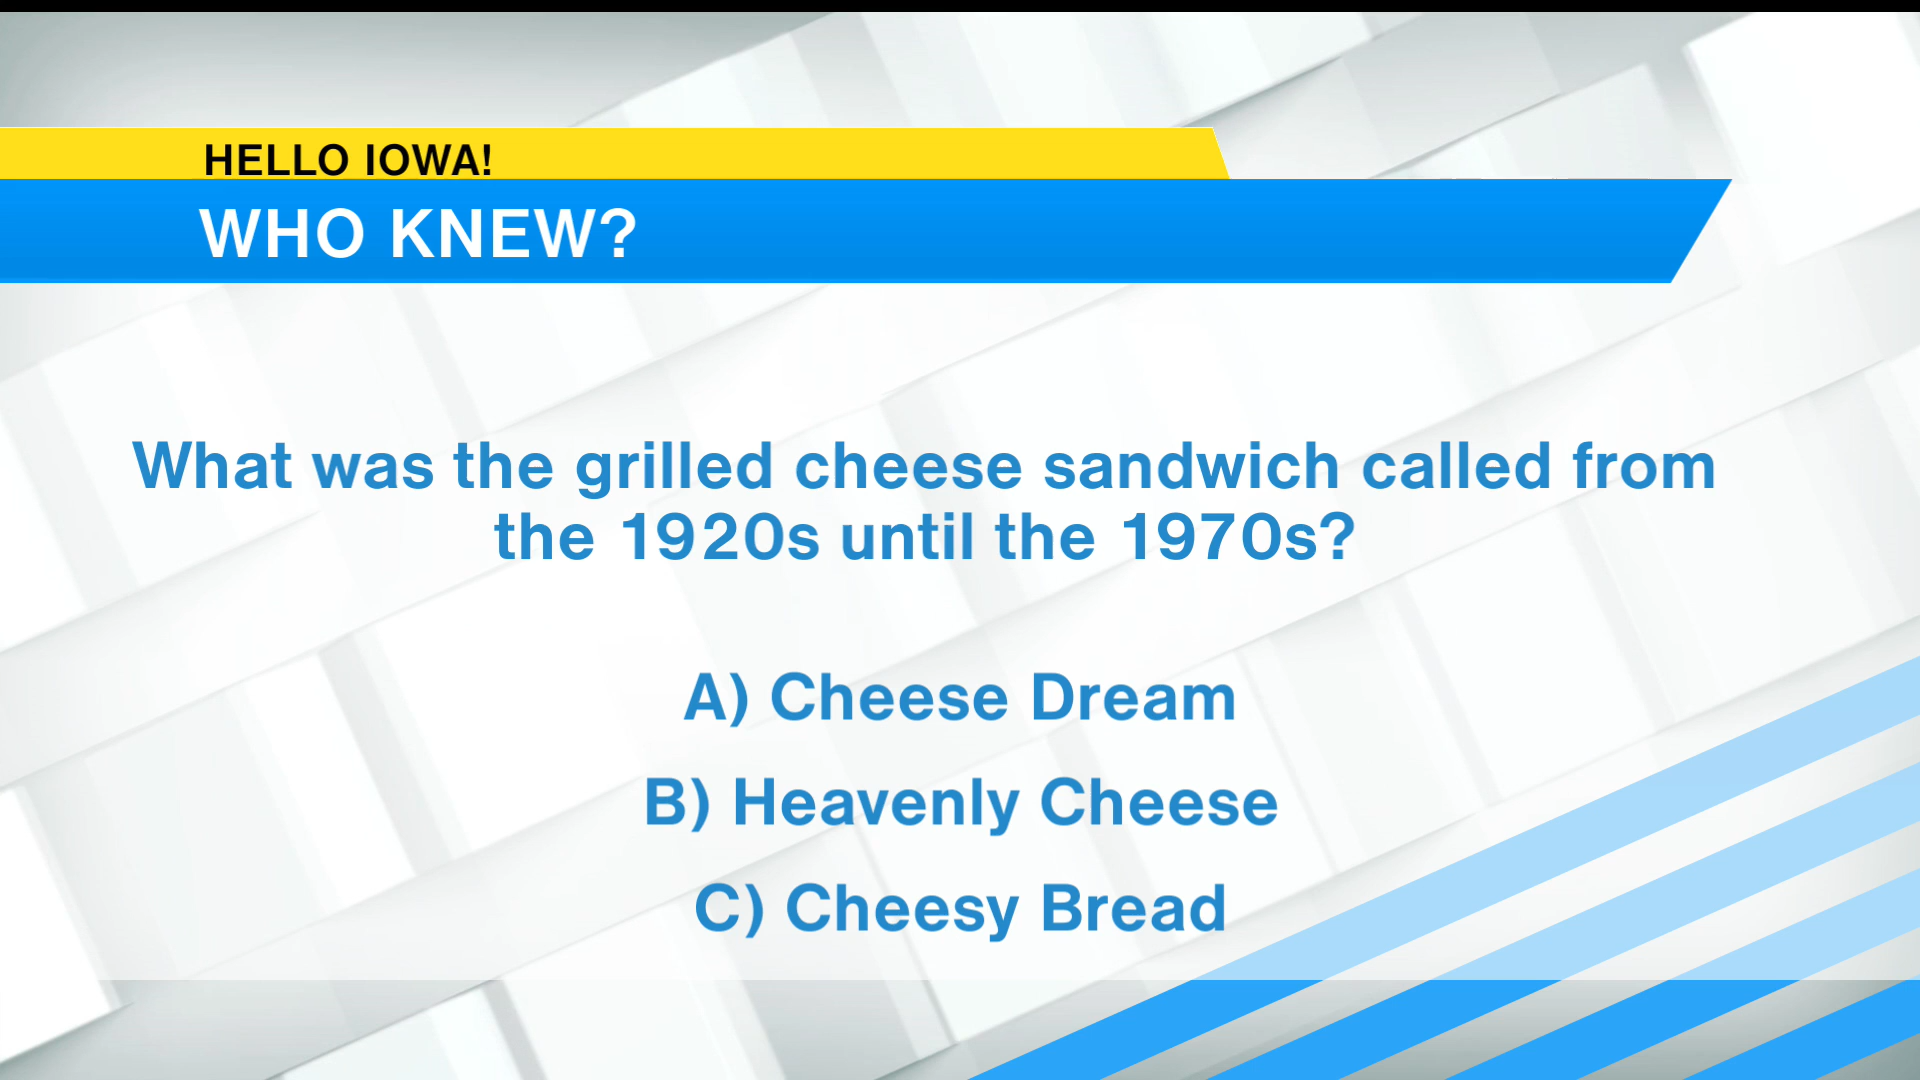 HELLO IOWA!
WHO KNEW?
What was the grilled cheese sandwich called from
the 1920s until the 1970s?
A) Cheese Dream
B) Heavenly Cheese
C) Cheesy Bread